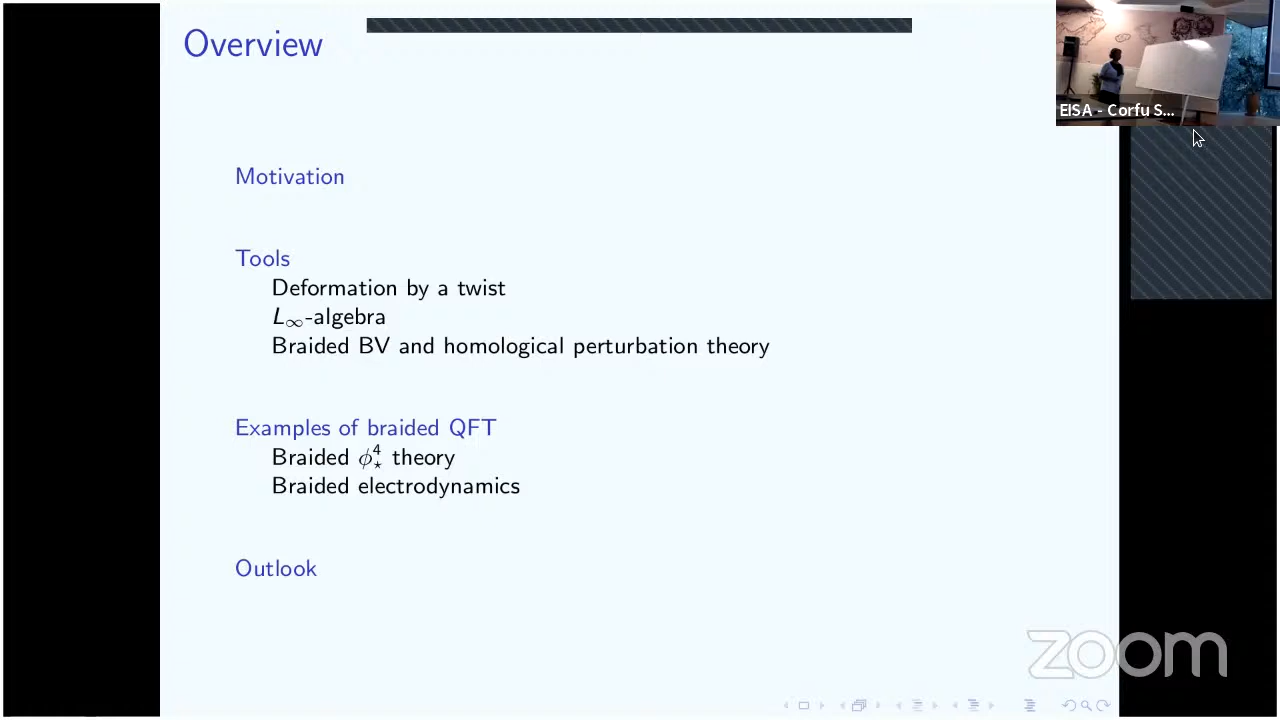 Overview
EISA - Corfu S...
Motivation
Tools
Deformation by a twist
L∞-algebra
Braided BV and homological perturbation theory
Examples of braided QFT
Braided ϕ⋆⁴ theory
Braided electrodynamics
Outlook
zoom